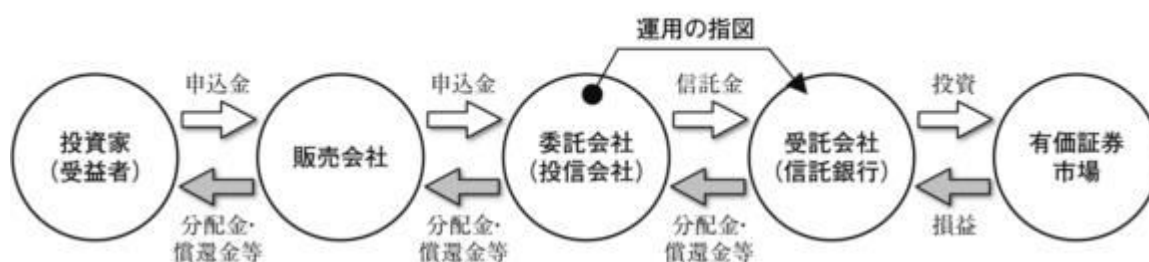 運用の指図
申込金
申込金
信託金
投資
投資家
(受益者)
販売会社
委託会社
(投信会社)
受託会社
(信託銀行)
有価証券
市場
分配金・
償還金等
分配金・
償還金等
分配金・
償還金等
損益